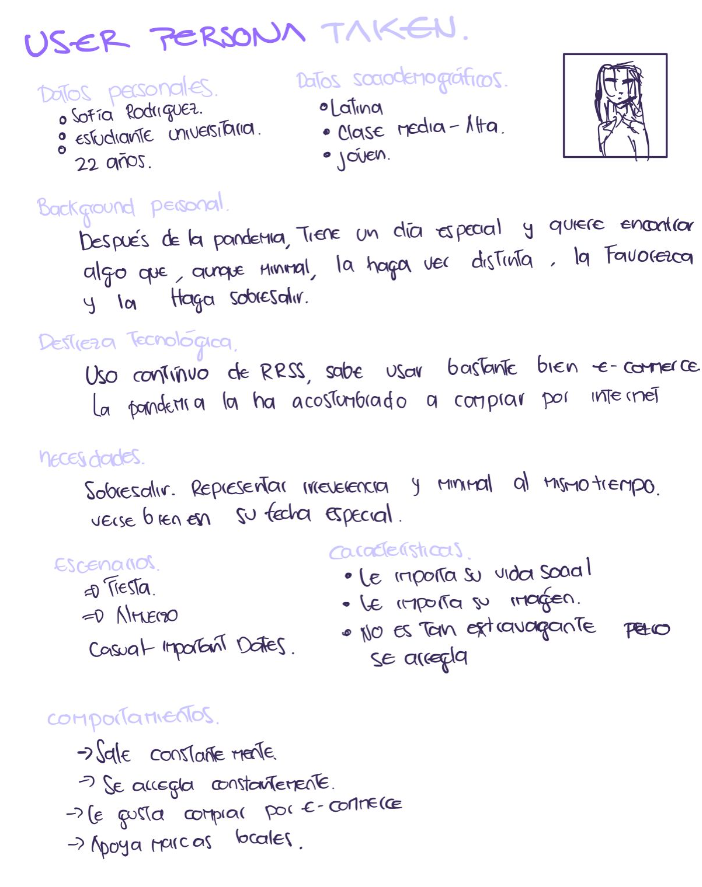 USER PERSONA TAKEN.
Datos personales.
Sofía Rodriguez.
estudiante universitaria.
22 años.
Datos sociodemográficos.
Latina
Clase media-Alta.
joven.
Background personal.
Después de la pandemia, Tiene un día especial y quiere encontrar
algo que, aunque minimal, la haga ver distinta, la Favorezca
y la Haga sobresalir.
Destreza Tecnológica.
Uso contínuo de RRSS, sabe usar bastante bien e-commerce
La pandemia la ha acostumbrado a comprar por internet
necesidades.
Sobresalir. Representar irreverencia y minimal al mismo tiempo.
verse bien en su fecha especial.
Escenarios.
⇒ Fiesta.
⇒ Almuerzo
Casual-important Dates.
Características.
Le importa su vida social
Le importa su imagen.
No es tan extravagante pero
se arregla
comportamientos.
→ Sale constantemente.
→ Se arregla constantemente.
→ Le gusta comprar por e-commerce
→ Apoya marcas locales.